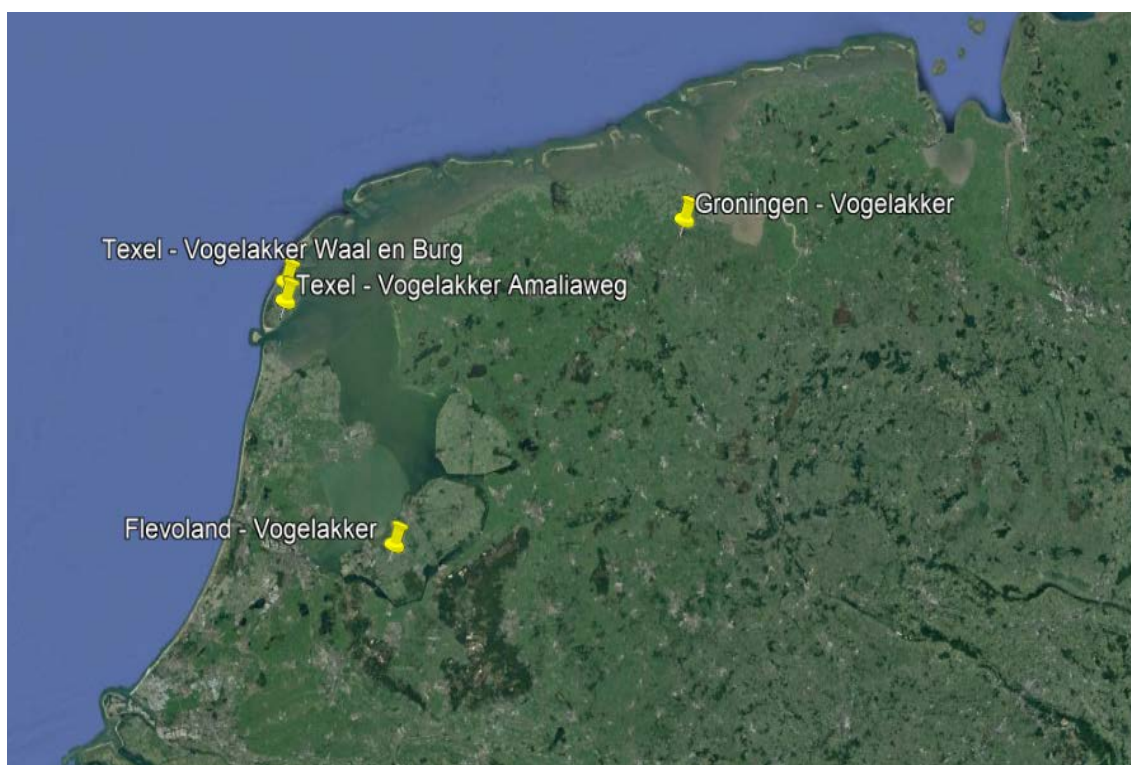 Groningen - Vogelakker
Texel - Vogelakker Waal en Burg
Texel - Vogelakker Amaliaweg
Flevoland - Vogelakker